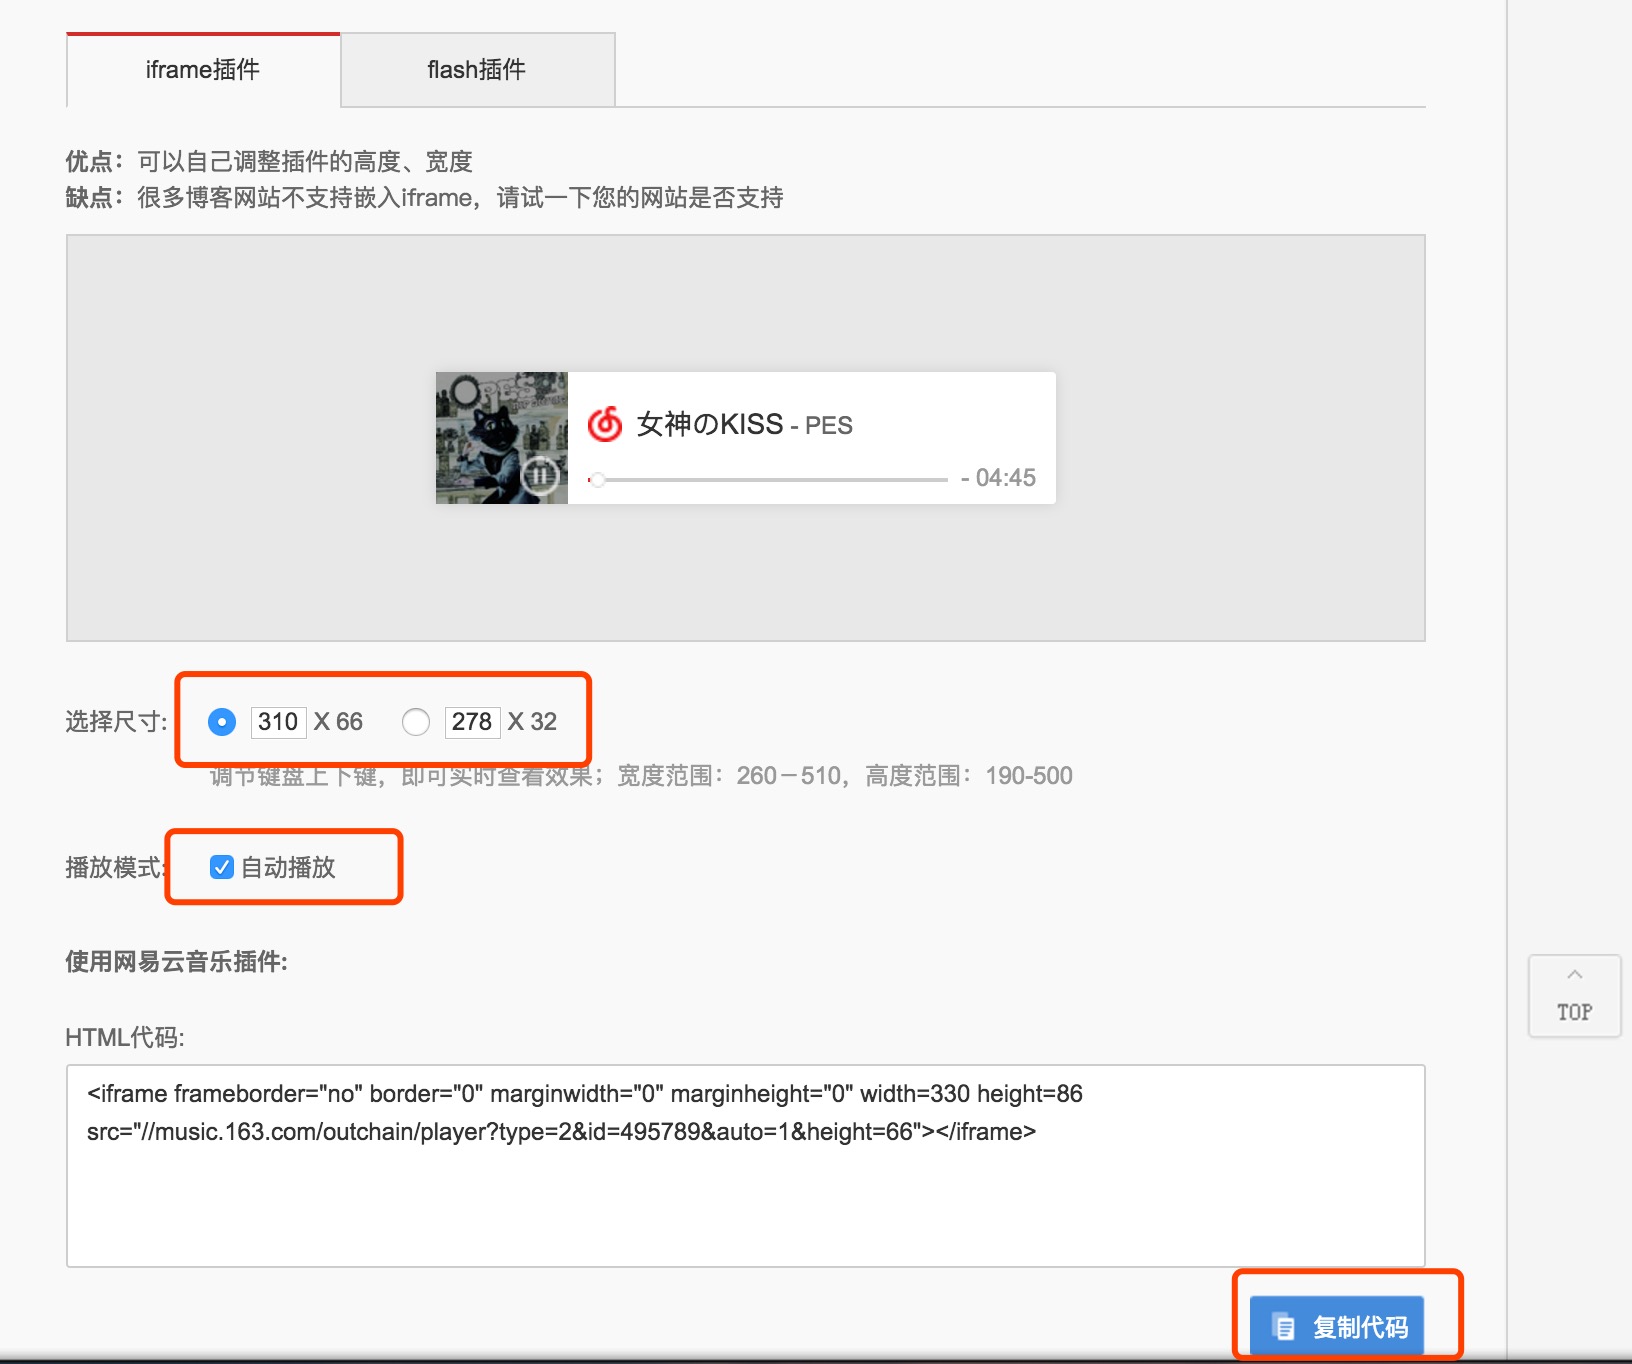 iframe插件
flash插件
优点：可以自己调整插件的高度、宽度
缺点：很多博客网站不支持嵌入iframe，请试一下您的网站是否支持
女神のKISS - PES
- 04:45
选择尺寸: 310 X 66 278 X 32
调节键盘上下键，即可实时查看效果；宽度范围：260－510，高度范围：190-500
播放模式: 自动播放
使用网易云音乐插件:
TOP
HTML代码:
<iframe frameborder="no" border="0" marginwidth="0" marginheight="0" width=330 height=86
src="//music.163.com/outchain/player?type=2&id=495789&auto=1&height=66"></iframe>
复制代码